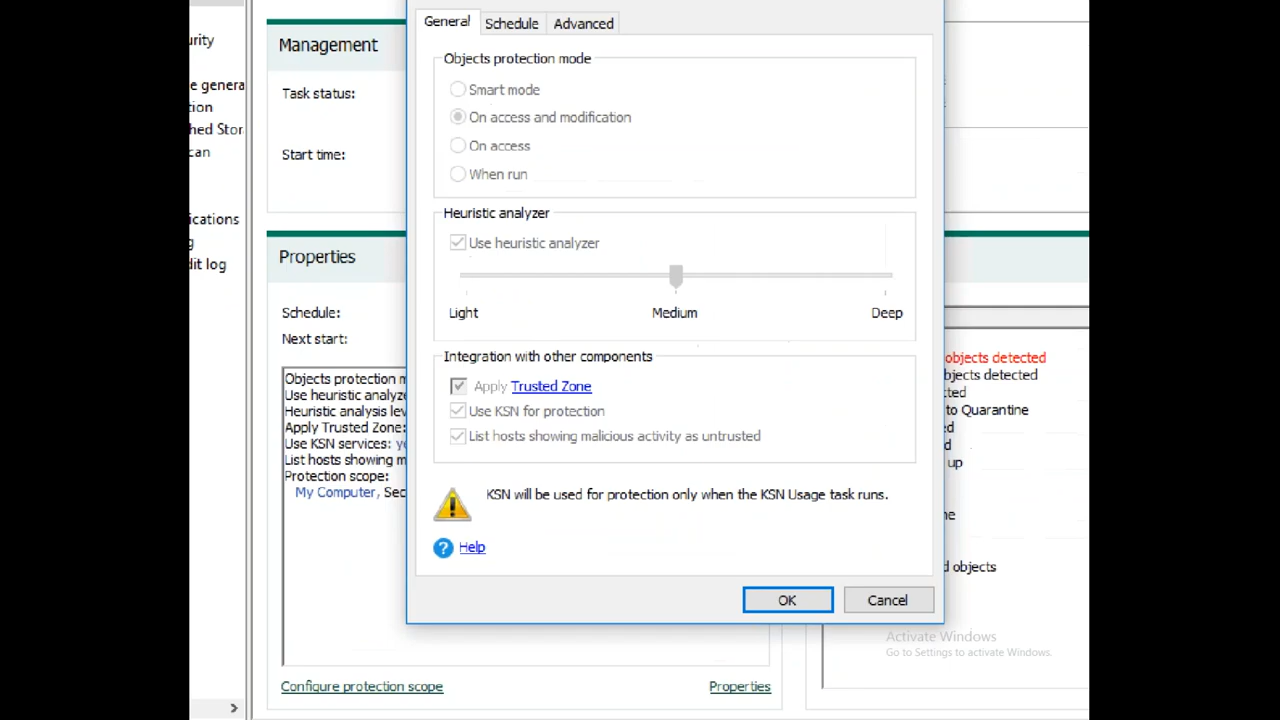 General
Schedule
Advanced
Objects protection mode
Smart mode
On access and modification
On access
When run
Heuristic analyzer
Use heuristic analyzer
Light
Medium
Deep
Integration with other components
Apply Trusted Zone
Use KSN for protection
List hosts showing malicious activity as untrusted
KSN will be used for protection only when the KSN Usage task runs.
Help
OK
Cancel
urity
e genera
tion
hed Stor
can
ications
g
dit log
Management
Task status:
Start time:
Properties
Schedule:
Next start:
Objects protection m
Use heuristic analyze
Heuristic analysis lev
Apply Trusted Zone:
Use KSN services: ye
List hosts showing m
Protection scope:
My Computer, Sec
Configure protection scope
Properties
objects detected
bjects detected
cted
to Quarantine
ed
d
up
ne
d objects
Activate Windows
Go to Settings to activate Windows.